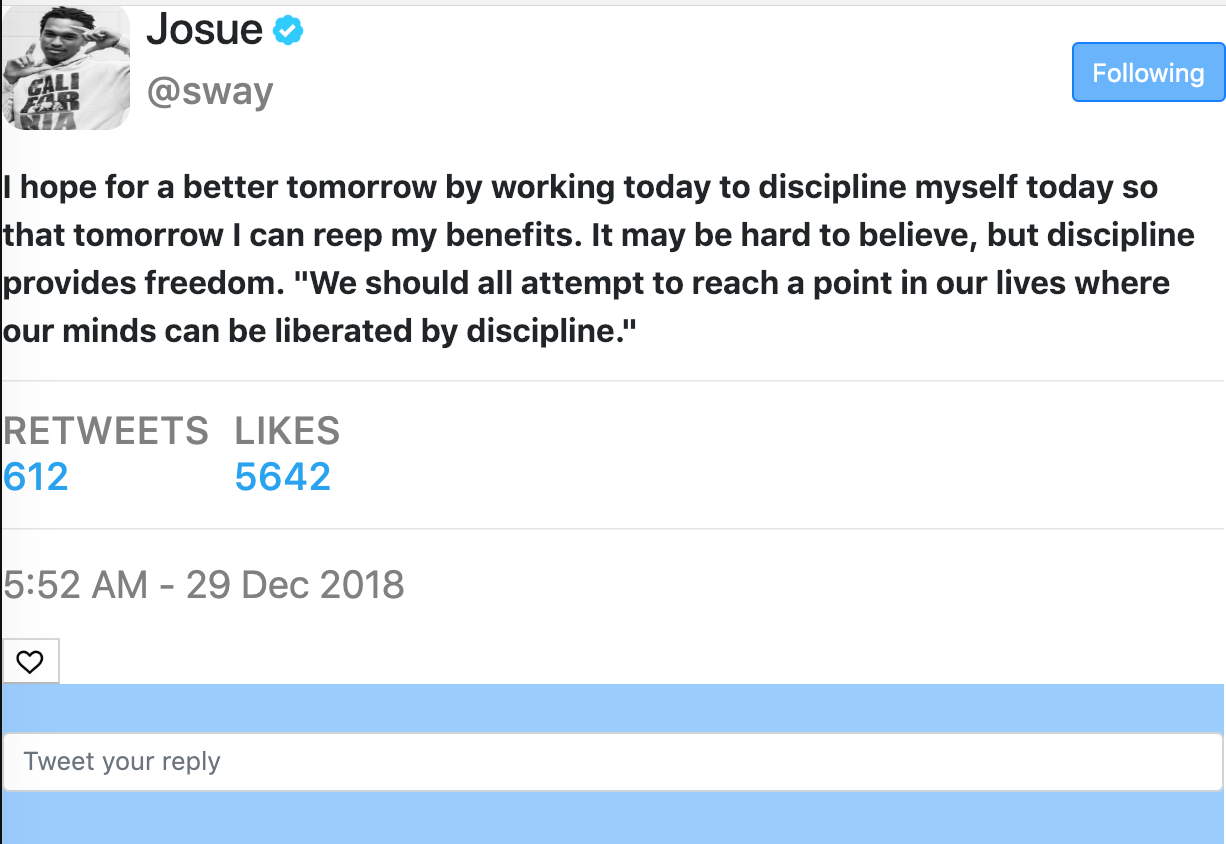 Josue
@sway
Following
CALI
FOR
NIA
I hope for a better tomorrow by working today to discipline myself today so
that tomorrow I can reep my benefits. It may be hard to believe, but discipline
provides freedom. "We should all attempt to reach a point in our lives where
our minds can be liberated by discipline."
RETWEETS LIKES
612 5642
5:52 AM - 29 Dec 2018
Tweet your reply